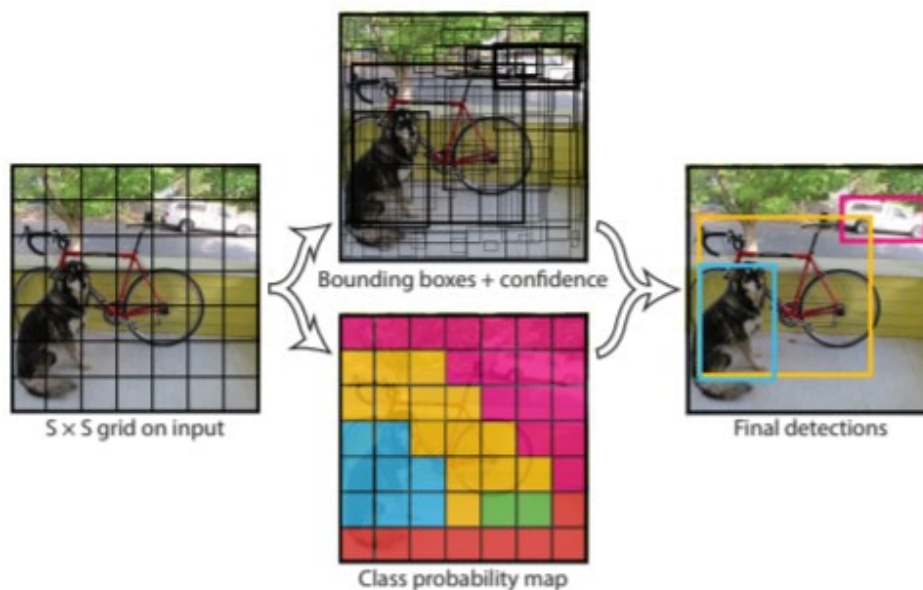 Bounding boxes + confidence
S × S grid on input
Final detections
Class probability map